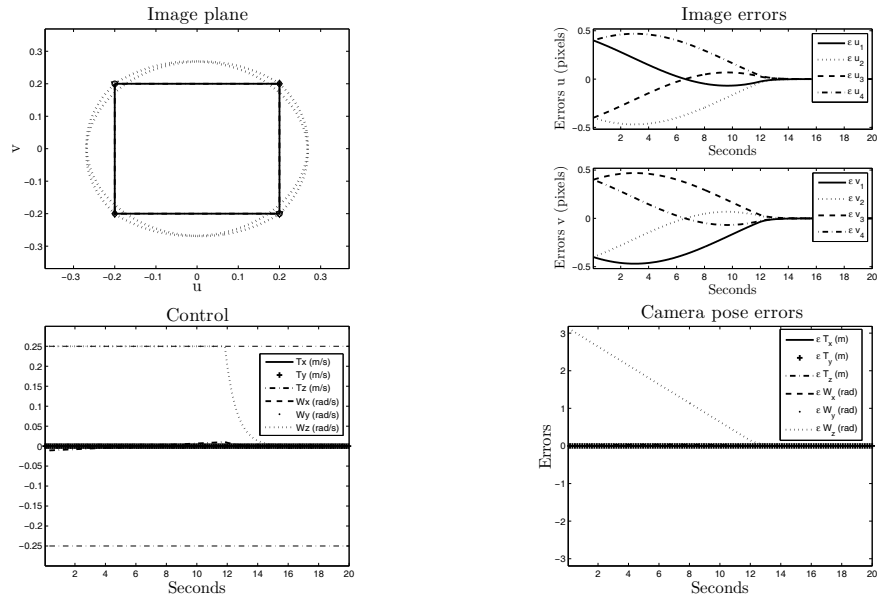 Image plane
0.3
0.2
0.1
0
−0.1
−0.2
−0.3
v
−0.3
−0.2
−0.1
0
0.1
0.2
0.3
u
Image errors
Errors u (pixels)
0.5
0
−0.5
2
4
6
8
10
12
14
16
18
20
Seconds
ε u1
ε u2
ε u3
ε u4
Errors v (pixels)
0.5
0
−0.5
2
4
6
8
10
12
14
16
18
20
Seconds
ε v1
ε v2
ε v3
ε v4
Control
0.25
0.2
0.15
0.1
0.05
0
−0.05
−0.1
0.15
−0.2
−0.25
0
2
4
6
8
10
12
14
16
18
20
Seconds
Tx (m/s)
Ty (m/s)
Tz (m/s)
Wx (rad/s)
Wy (rad/s)
Wz (rad/s)
Camera pose errors
Errors
3
2
1
0
−1
−2
−3
2
4
6
8
10
12
14
16
18
20
Seconds
ε Tx (m)
ε Ty (m)
ε Tz (m)
ε Wx (rad)
ε Wy (rad)
ε Wz (rad)